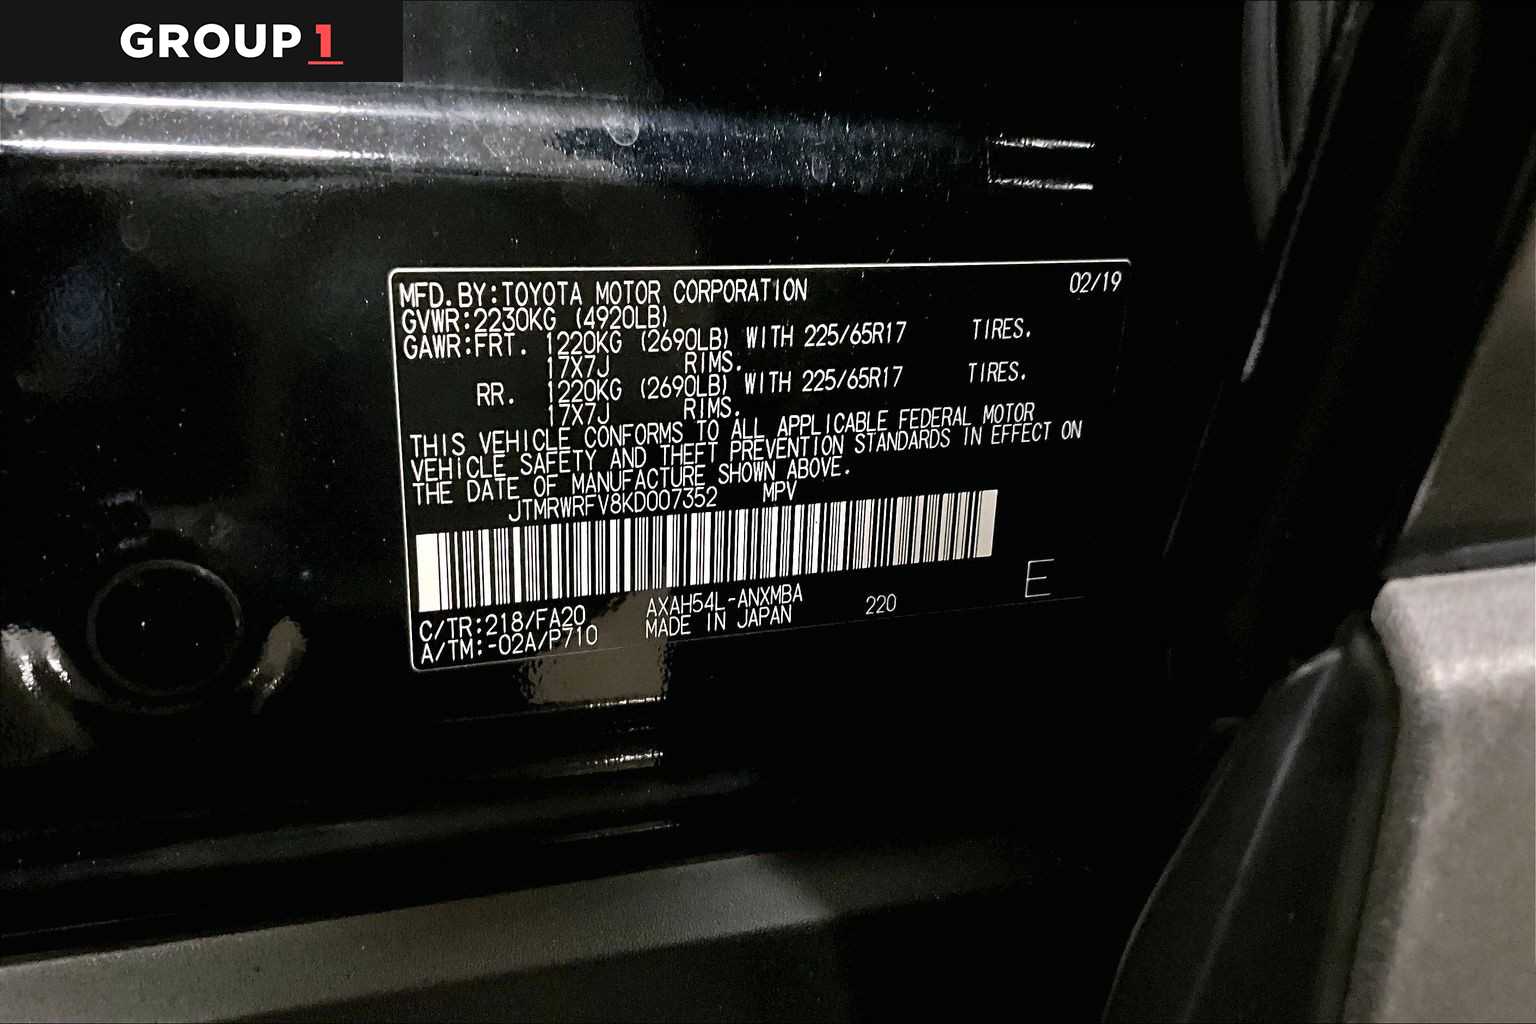 GROUP 1
MFD.BY:TOYOTA MOTOR CORPORATION 02/19
GVWR:2230KG (4920LB)
GAWR:FRT. 1220KG (2690LB) WITH 225/65R17 TIRES.
17X7J RIMS.
RR. 1220KG (2690LB) WITH 225/65R17 TIRES.
17X7J RIMS.
THIS VEHICLE CONFORMS TO ALL APPLICABLE FEDERAL MOTOR
VEHICLE SAFETY AND THEFT PREVENTION STANDARDS IN EFFECT ON
THE DATE OF MANUFACTURE SHOWN ABOVE.
JTMRWRFV8KD007352 MPV
E
C/TR:218/FA20 AXAH54L-ANXMBA 220
A/TM:-02A/P710 MADE IN JAPAN